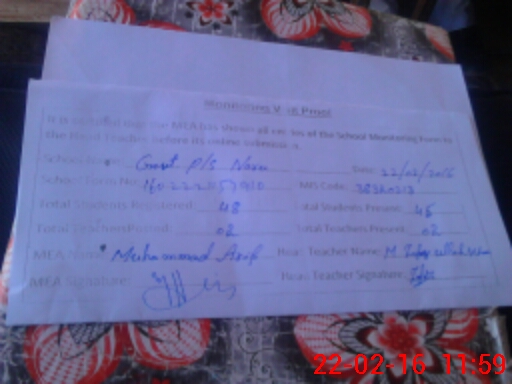 Monitoring Visit Proof
It is certified that the MEA has shown all entries of the School Monitoring Form to
the Head Teacher before its online submission.
School Name: Govt P/S Date: 22/02/2016
School Form No: MIS Code:
Total Students Registered: 48 Total Students Present: 45
Total Teachers Posted: 02 Total Teachers Present: 02
MEA Name: Muhammad Asif Head Teacher Name: M
MEA Signature: Head Teacher Signature:
22-02-16 11:59